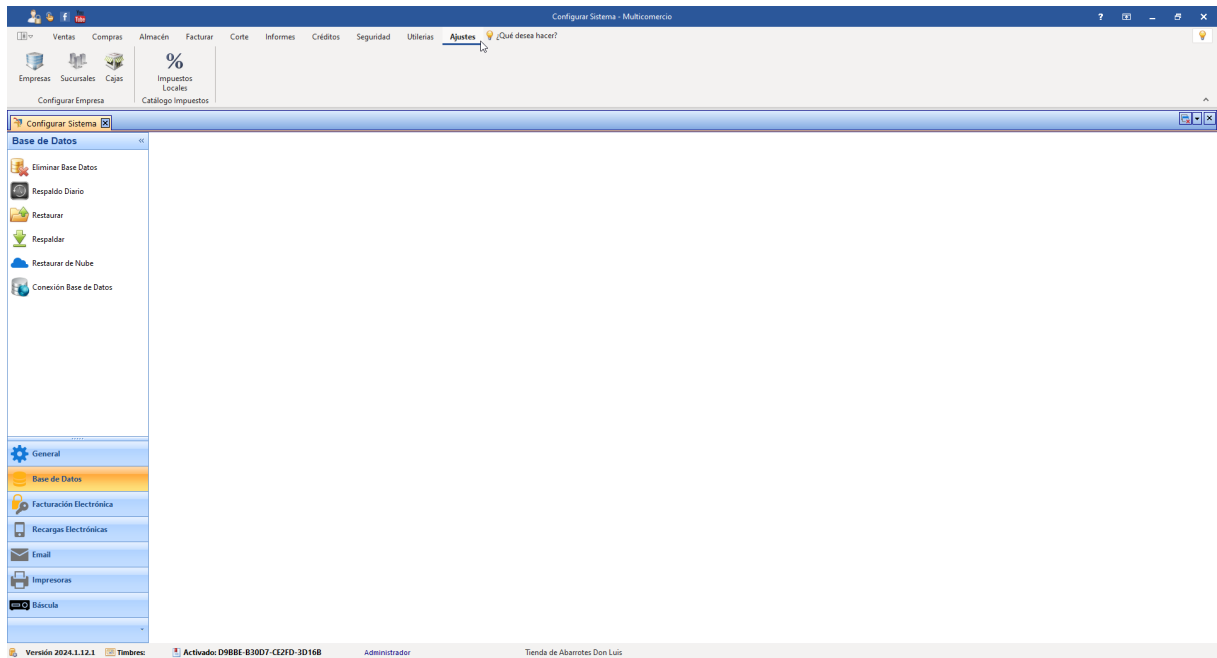 Configurar Sistema - Multicomercio
Ventas Compras Almacén Facturar Corte Informes Créditos Seguridad Utilerias Ajustes ¿Qué desea hacer?
Empresas Sucursales Cajas Impuestos Locales
Configurar Empresa Catálogo Impuestos
Configurar Sistema
Base de Datos
Eliminar Base Datos
Respaldo Diario
Restaurar
Respaldar
Restaurar de Nube
Conexión Base de Datos
General
Base de Datos
Facturación Electrónica
Recargas Electrónicas
Email
Impresoras
Báscula
Versión 2024.1.12.1 Timbres: Activado: D9BBE-B30D7-CE2FD-3D16B Administrador Tienda de Abarrotes Don Luis